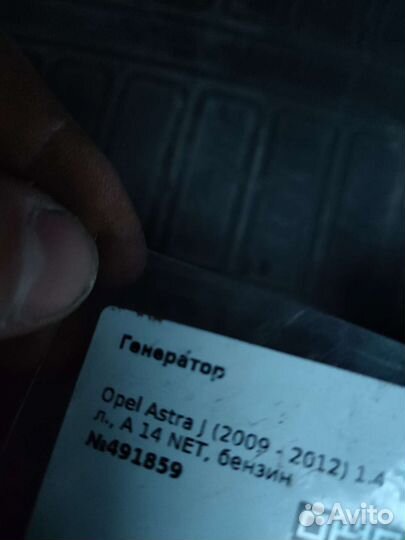 Генератор
Opel Astra J (2009 - 2012) 1.4
л., A 14 NET, бензин
№491859
Avito